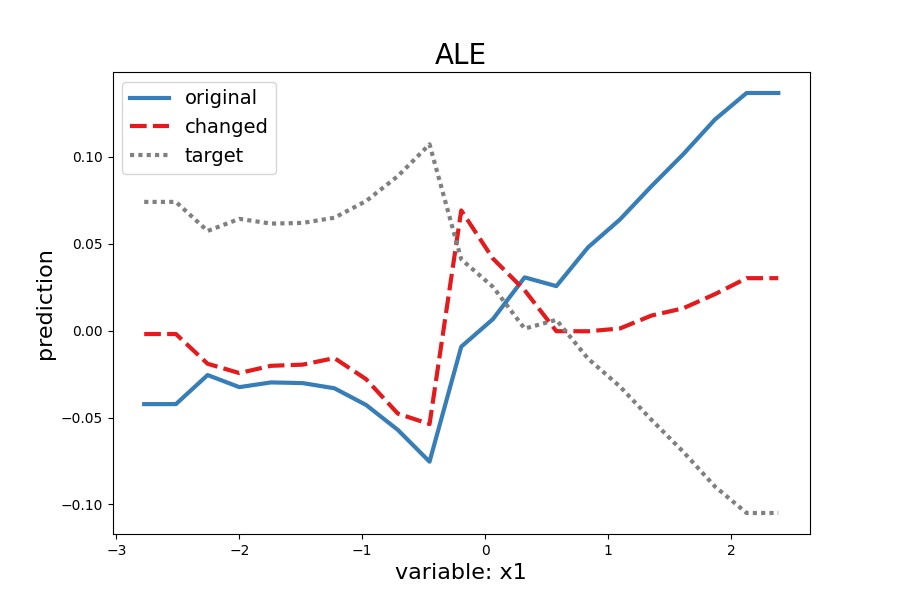 ALE
original
changed
target
prediction
0.10
0.05
0.00
−0.05
−0.10
−3
−2
−1
0
1
2
variable: x1